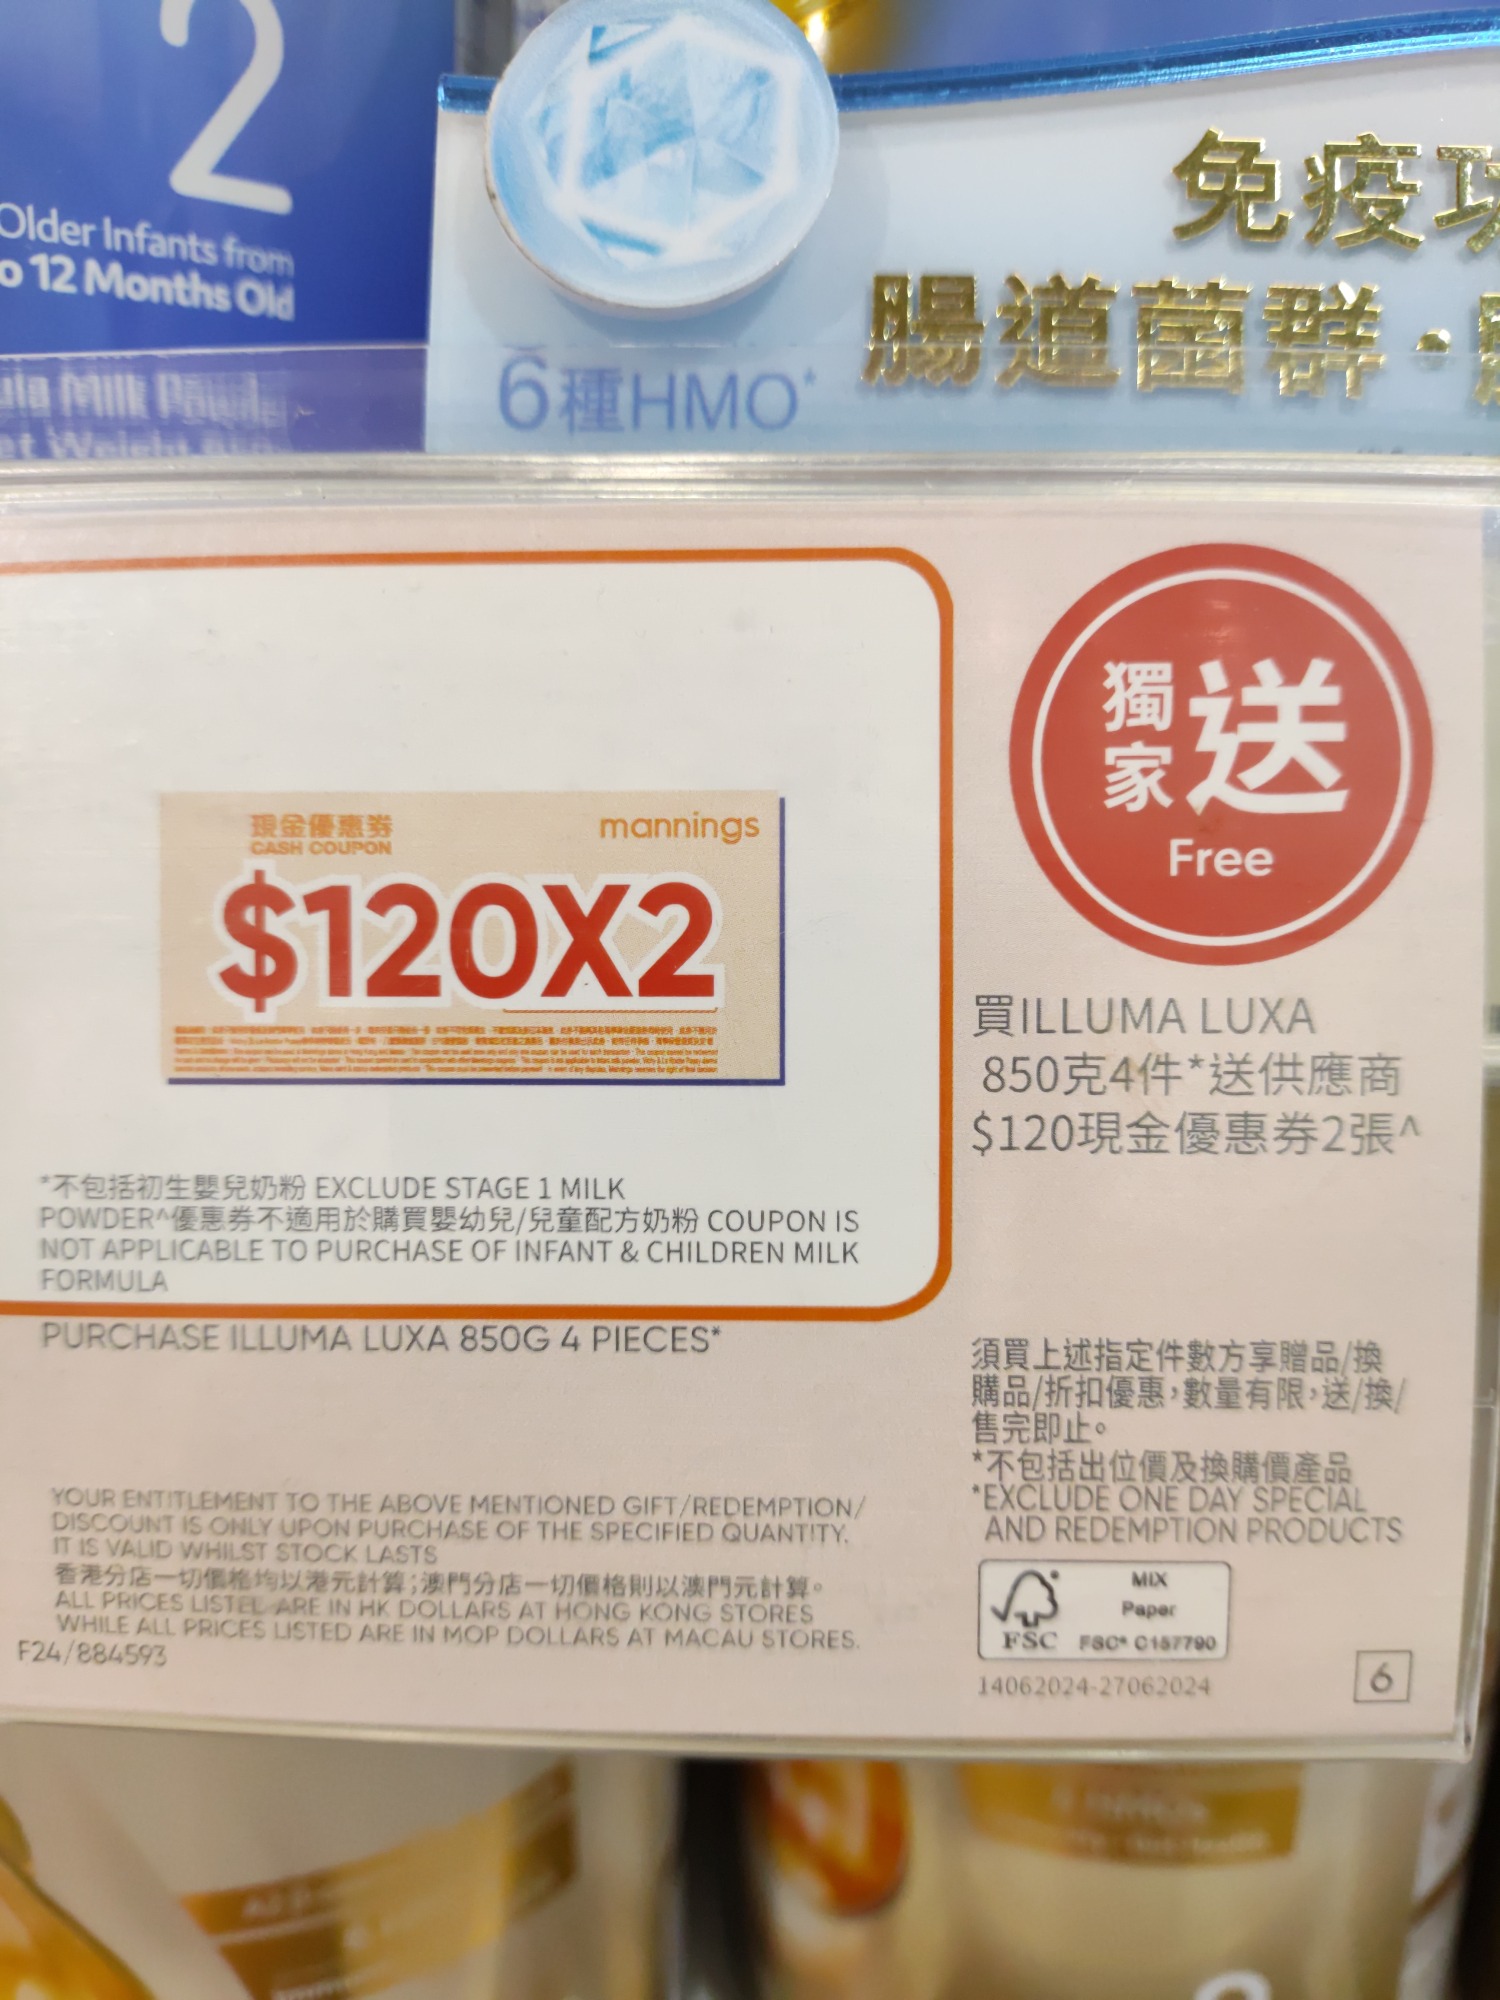 2
Older Infants from
o 12 Months Old
Milk Powder
et Weight
免疫
腸道菌群·
6種HMO*
獨家送
Free
現金優惠券
CASH COUPON
mannings
$120X2
買ILLUMA LUXA
850克4件*送供應商
$120現金優惠券2張^
*不包括初生嬰兒奶粉 EXCLUDE STAGE 1 MILK
POWDER^優惠券不適用於購買嬰幼兒/兒童配方奶粉 COUPON IS
NOT APPLICABLE TO PURCHASE OF INFANT & CHILDREN MILK
FORMULA
PURCHASE ILLUMA LUXA 850G 4 PIECES*
須買上述指定件數方享贈品/換
購品/折扣優惠,數量有限,送/換/
售完即止。
*不包括出位價及換購價產品
*EXCLUDE ONE DAY SPECIAL
AND REDEMPTION PRODUCTS
YOUR ENTITLEMENT TO THE ABOVE MENTIONED GIFT/REDEMPTION/
DISCOUNT IS ONLY UPON PURCHASE OF THE SPECIFIED QUANTITY.
IT IS VALID WHILST STOCK LASTS
香港分店一切價格均以港元計算;澳門分店一切價格則以澳門元計算。
ALL PRICES LISTED ARE IN HK DOLLARS AT HONG KONG STORES
WHILE ALL PRICES LISTED ARE IN MOP DOLLARS AT MACAU STORES.
F24/884593
MIX
Paper
FSC FSC® C157790
14062024-27062024
6